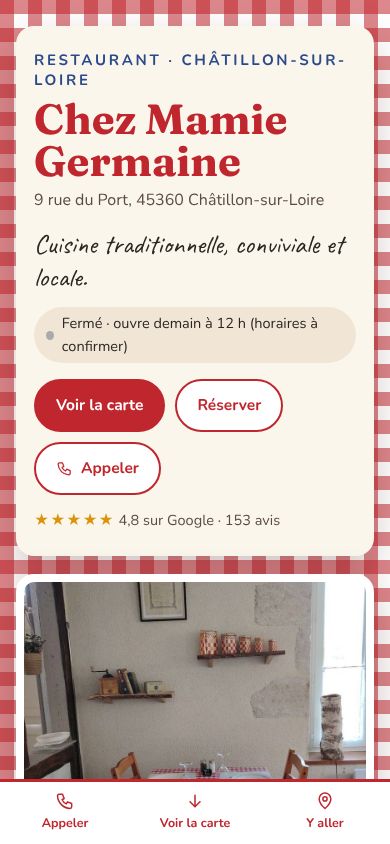 RESTAURANT · CHÂTILLON-SUR-
LOIRE
Chez Mamie
Germaine
9 rue du Port, 45360 Châtillon-sur-Loire
Cuisine traditionnelle, conviviale et
locale.
Fermé · ouvre demain à 12 h (horaires à
confirmer)
Voir la carte
Réserver
Appeler
★★★★★ 4,8 sur Google · 153 avis
Appeler
Voir la carte
Y aller